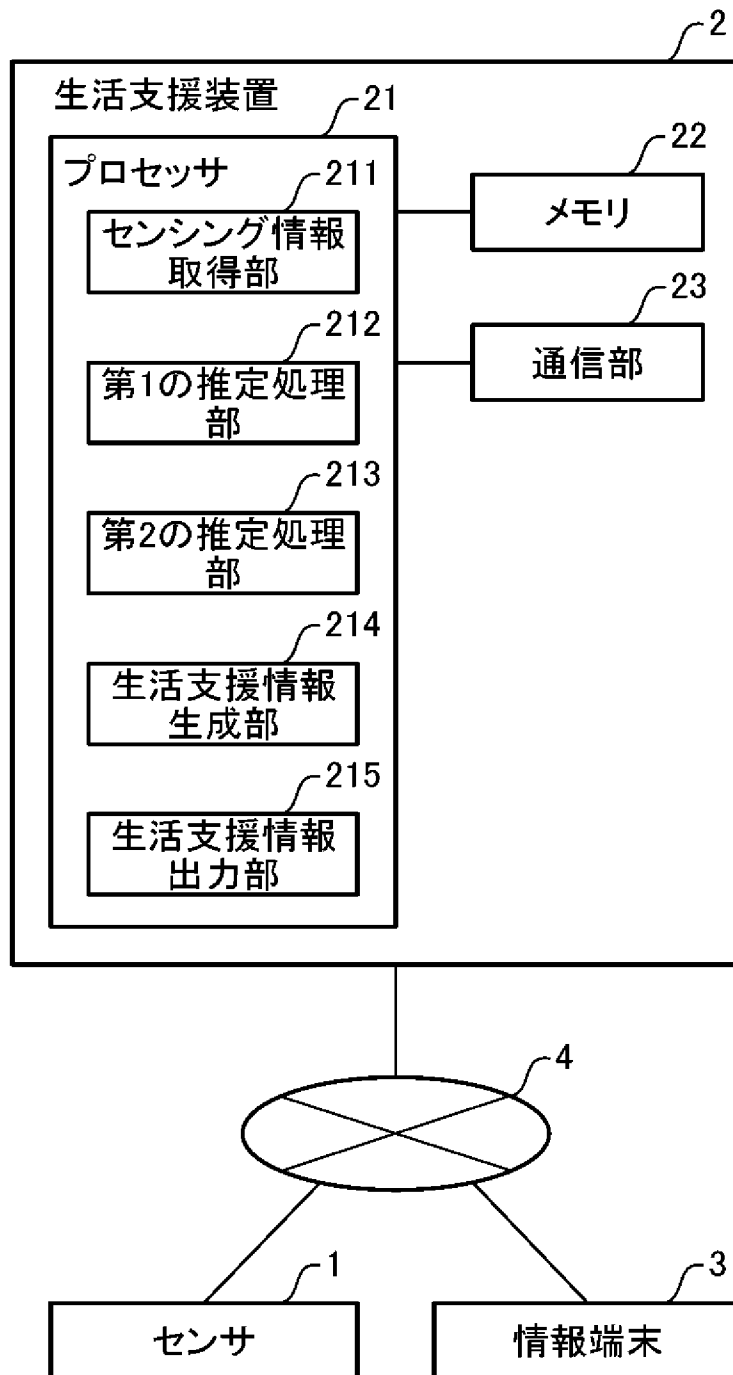 2
生活支援装置
21
プロセッサ
22
211
メモリ
センシング情報
取得部
23
212
通信部
第1の推定処理
部
213
第2の推定処理
部
214
生活支援情報
生成部
215
生活支援情報
出力部
4
1
3
センサ
情報端末